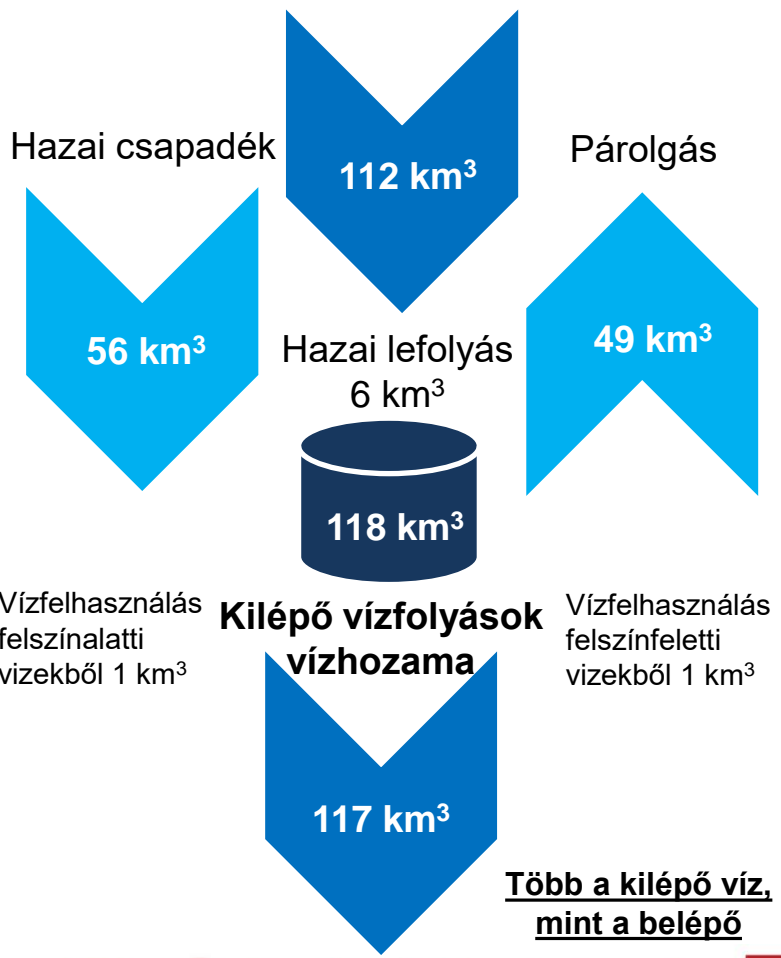 Hazai csapadék
112 km³
Párolgás
56 km³
Hazai lefolyás
6 km³
49 km³
118 km³
Vízfelhasználás
felszínalatti
vizekből 1 km³
Kilépő vízfolyások
vízhozama
Vízfelhasználás
felszínfeletti
vizekből 1 km³
117 km³
Több a kilépő víz,
mint a belépő